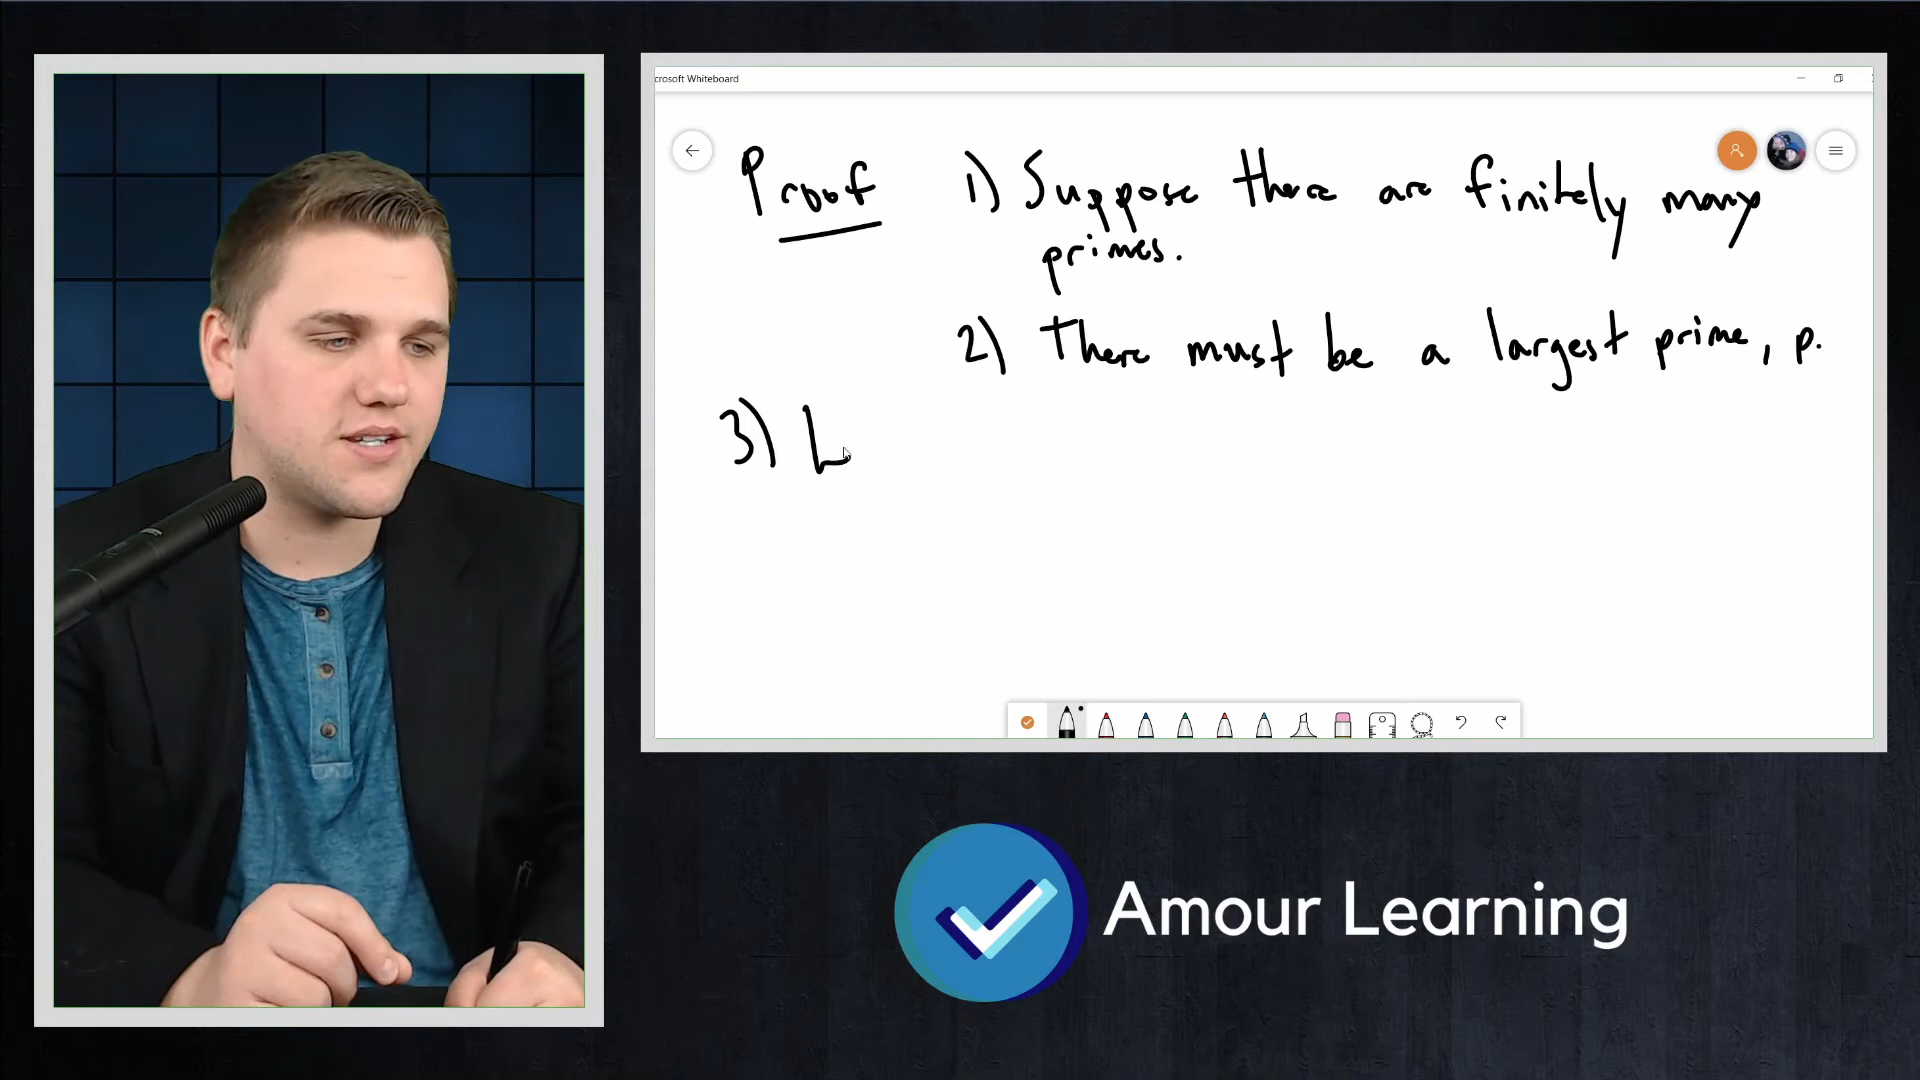 crosoft Whiteboard
Proof 1) Suppose there are finitely many
primes.
2) There must be a largest prime, p.
3) L
Amour Learning